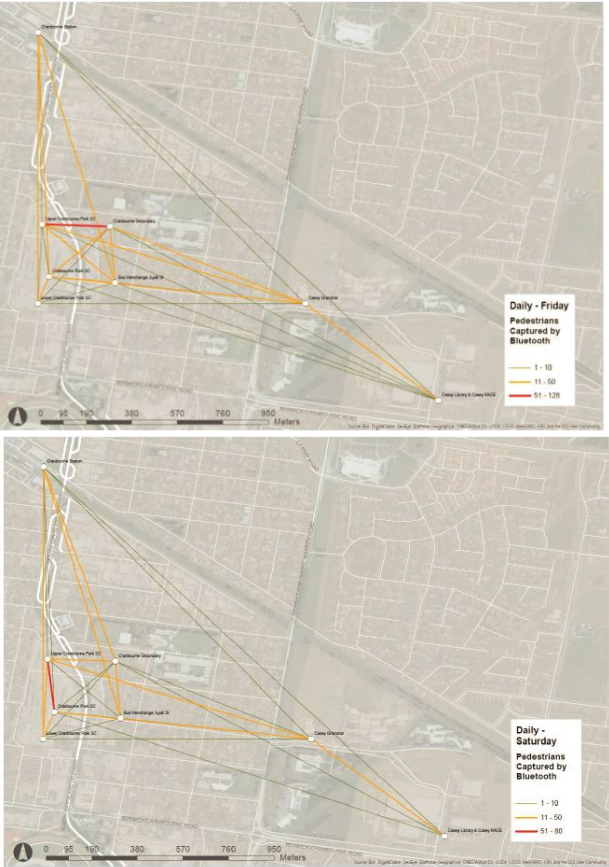 Cranbourne Station
Upper Cranbourne Park SC
Cranbourne Secondary
Cranbourne Park SC
Bus Interchange (Lyall St
Lower Cranbourne Park SC
Casey Grammar
Casey Library & Casey RACE
Daily - Friday
Pedestrians
Captured by
Bluetooth
1 - 10
11 - 50
51 - 128
0 95 190 380 570 760 950
Meters
Cranbourne Station
Upper Cranbourne Park SC
Cranbourne Secondary
Cranbourne Park SC
Bus Interchange (Lyall St
Lower Cranbourne Park SC
Casey Grammar
Casey Library & Casey RACE
Daily -
Saturday
Pedestrians
Captured by
Bluetooth
1 - 10
11 - 50
51 - 80
0 95 190 380 570 760 950
Meters